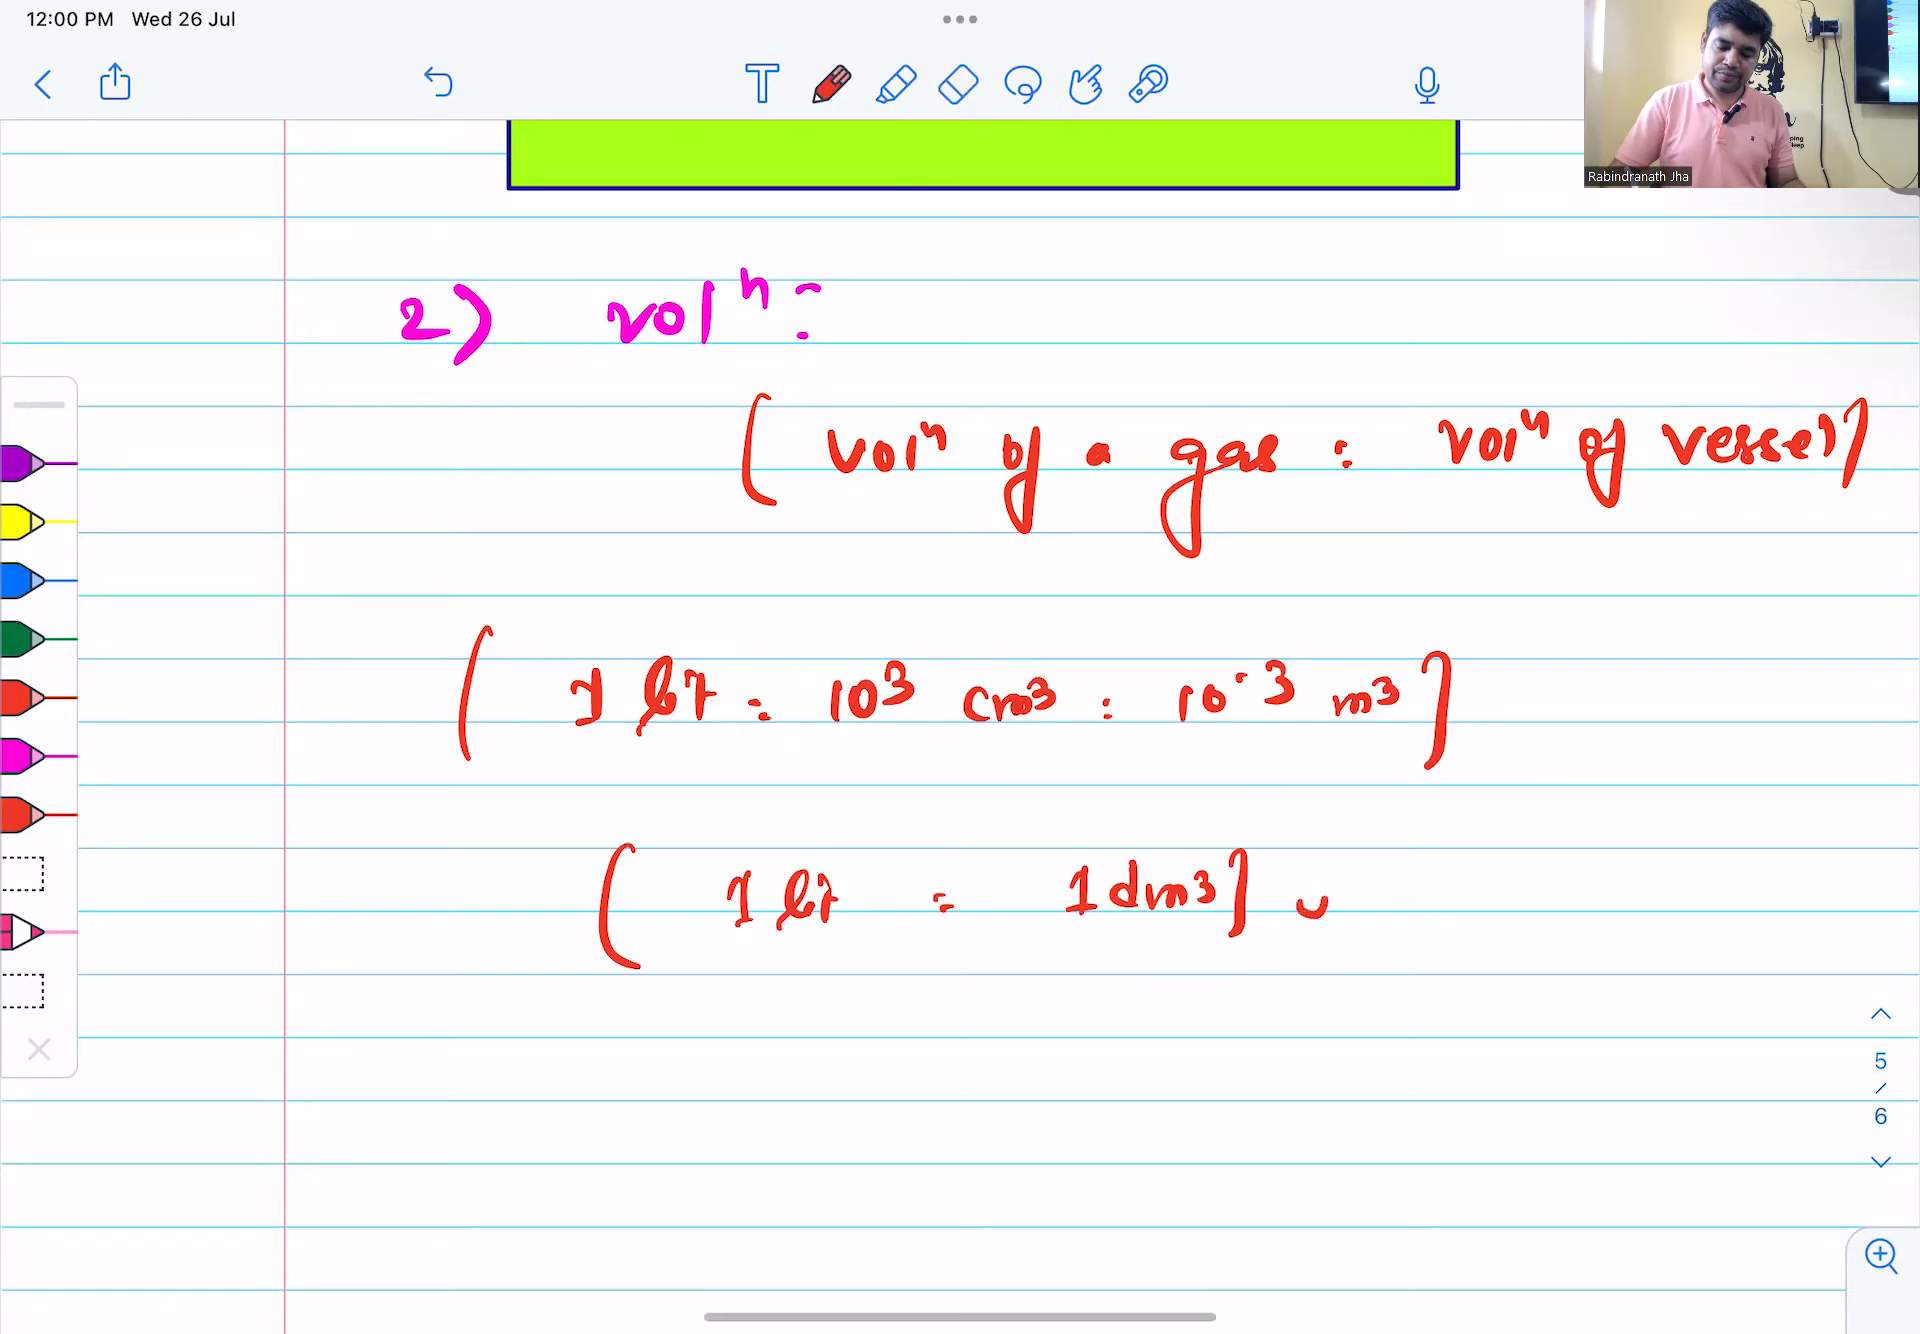 12:00 PM Wed 26 Jul
Rabindranath Jha
2) volⁿ :
( volⁿ of a gas = volⁿ of vessel )
( 1 lit = 10³ cm³ = 10⁻³ m³ ]
( 1 lit = 1 dm³ ]
5
/
6